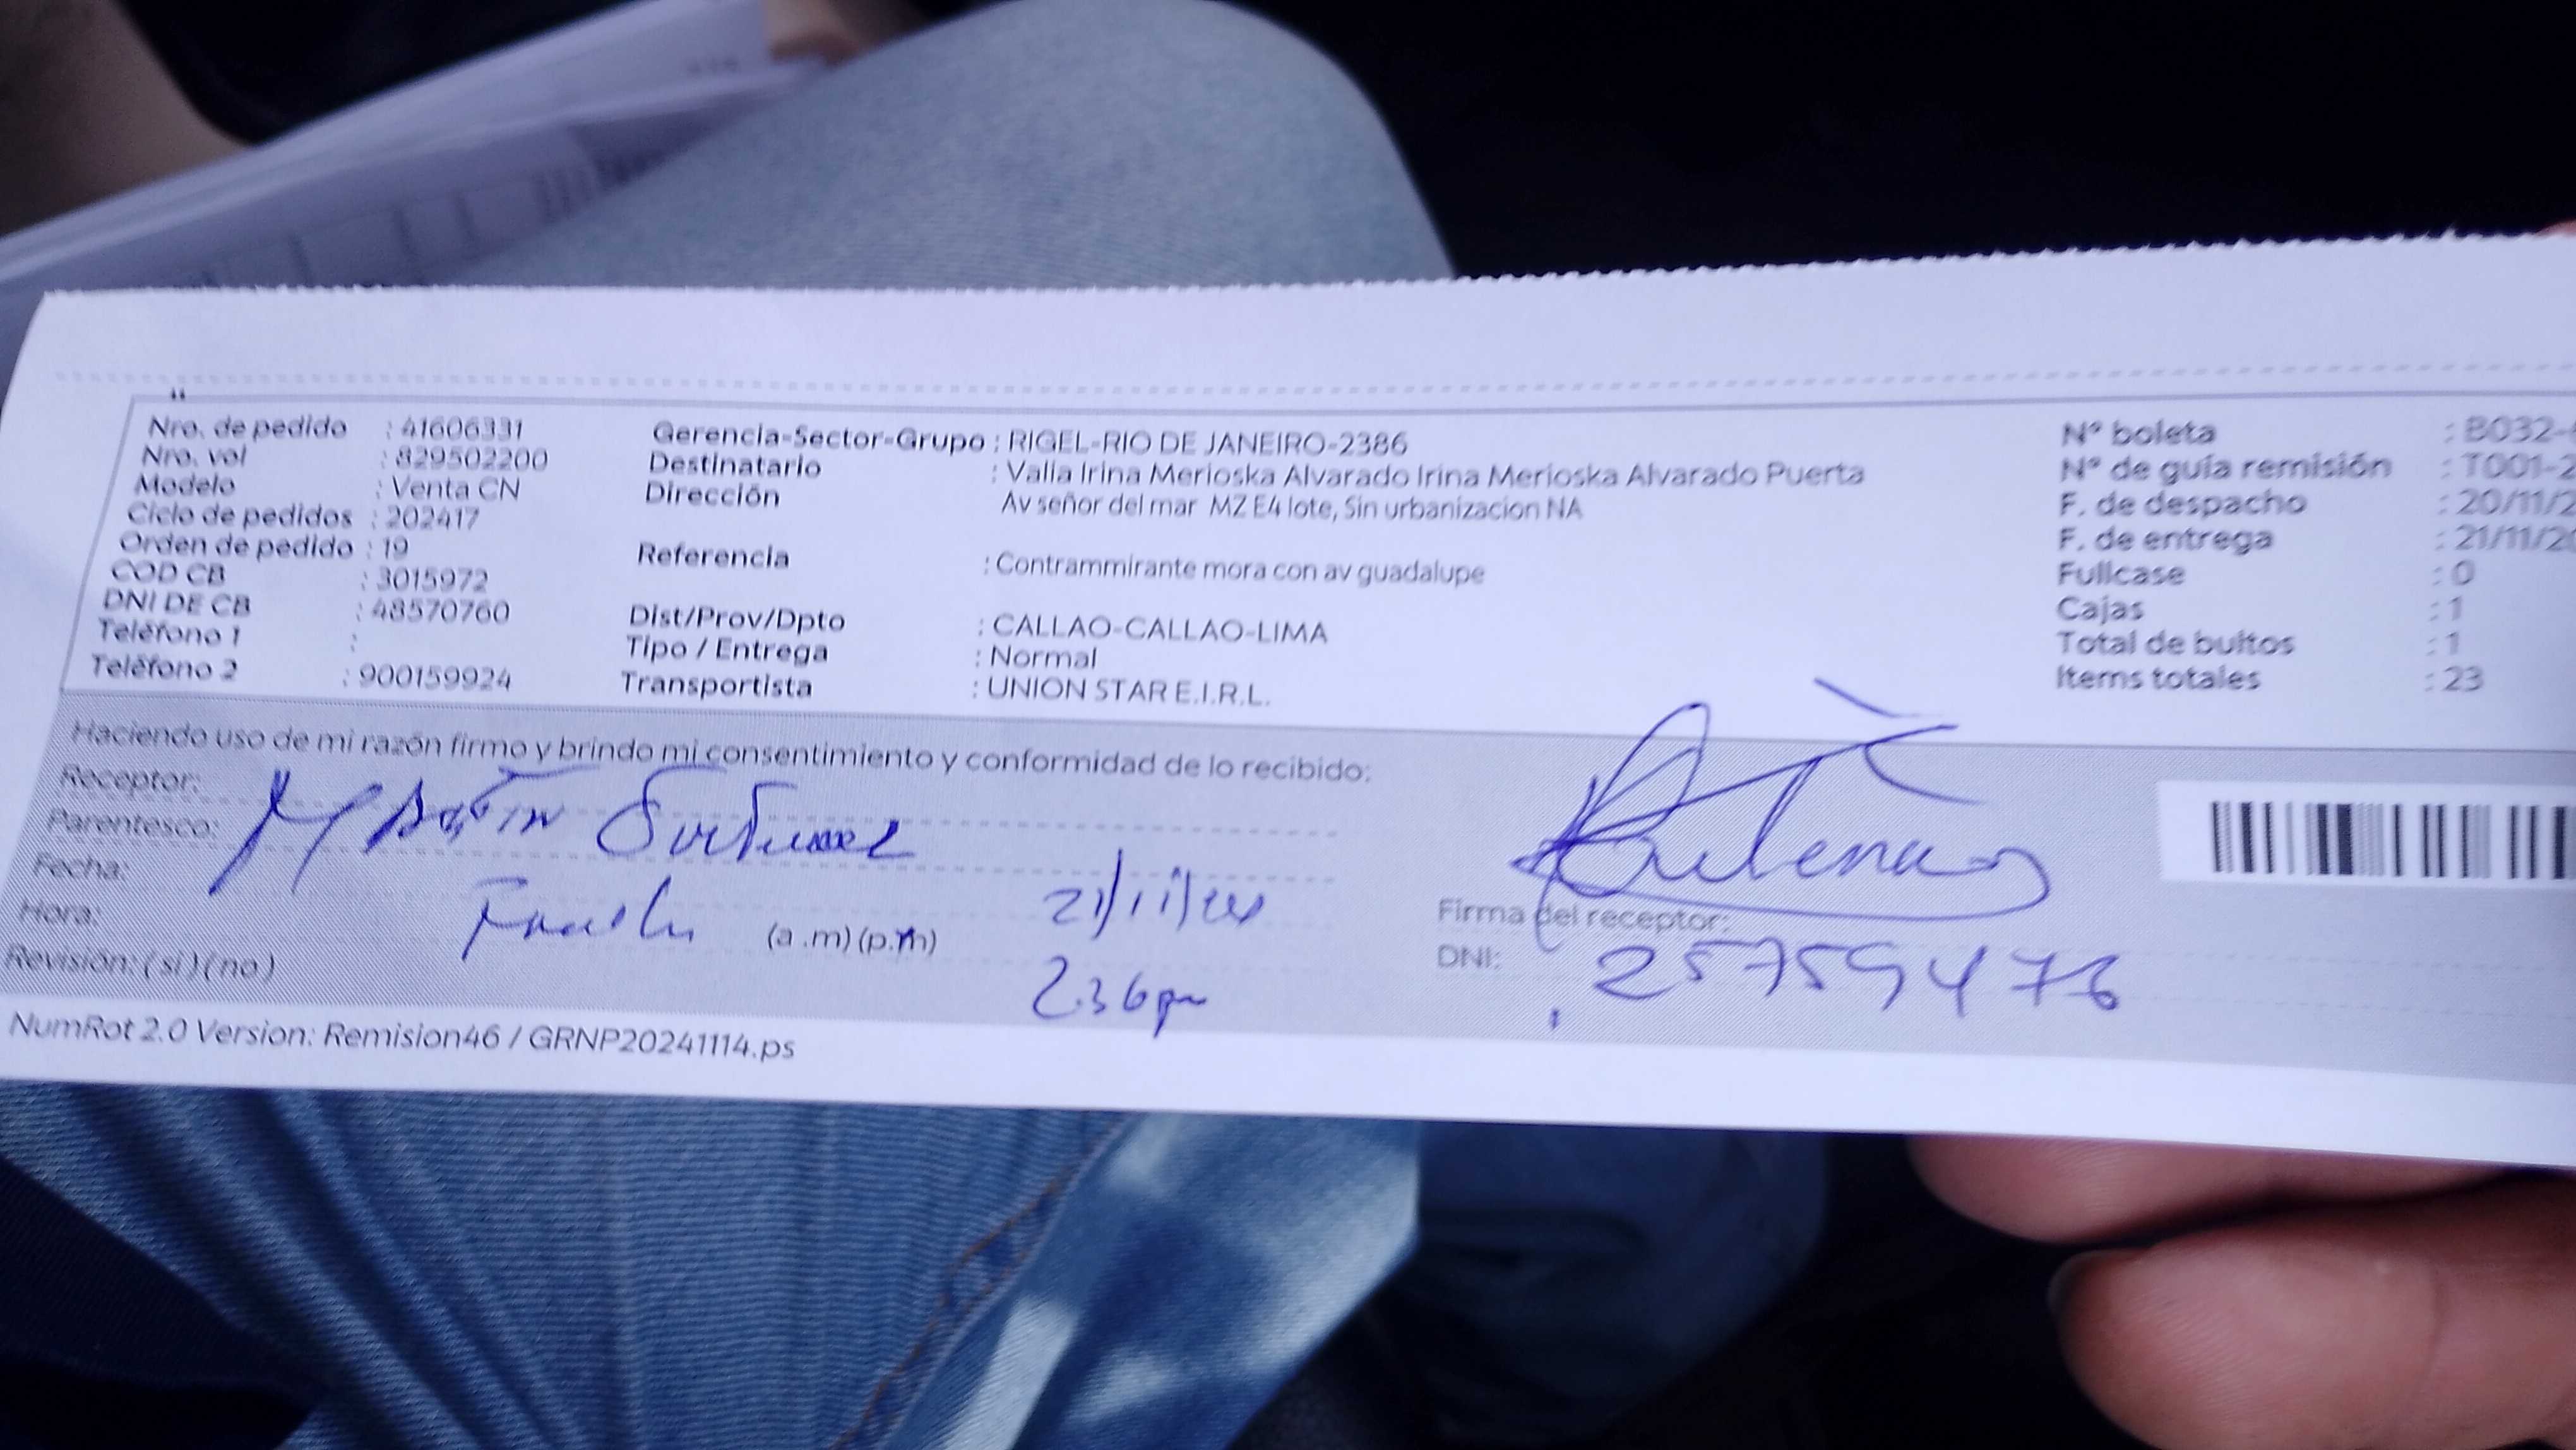 Nro. de pedido : 41606331
Nro. vol : 829502200
Modelo : Venta CN
Ciclo de pedidos : 202417
Orden de pedido : 19
COD CB : 3015972
DNI DE CB : 48570760
Teléfono 1 :
Teléfono 2 : 900159924
Gerencia-Sector-Grupo : RIGEL-RIO DE JANEIRO-2386
Destinatario : Valia Irina Merioska Alvarado Irina Merioska Alvarado Puerta
Dirección Av señor del mar MZ E4 lote, Sin urbanizacion NA
Referencia : Contrammirante mora con av guadalupe
Dist/Prov/Dpto : CALLAO-CALLAO-LIMA
Tipo / Entrega : Normal
Transportista : UNION STAR E.I.R.L.
Nº boleta : B032-
Nº de guía remisión : T001-2
F. de despacho : 20/11/2
F. de entrega : 21/11/20
Fullcase : 0
Cajas : 1
Total de bultos : 1
Items totales : 23
Haciendo uso de mi razón firmo y brindo mi consentimiento y conformidad de lo recibido:
Receptor:
Parentesco:
Fecha: 21/11/24
Hora: (a .m) (p.m) 2.36pm
Revisión: ( si ) ( no )
Firma del receptor:
DNI: 25759476
NumRot 2.0 Version: Remision46 / GRNP20241114.ps